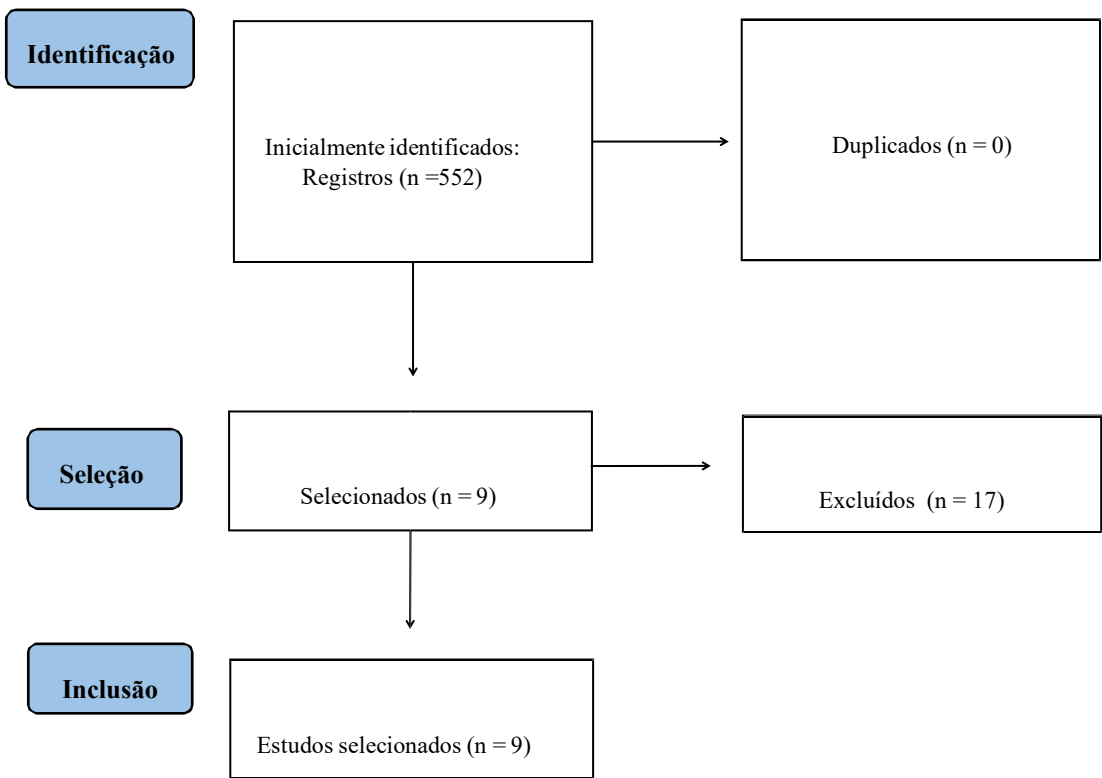 Identificação
Inicialmente identificados:
Registros (n =552)
Duplicados (n = 0)
Seleção
Selecionados (n = 9)
Excluídos (n = 17)
Inclusão
Estudos selecionados (n = 9)